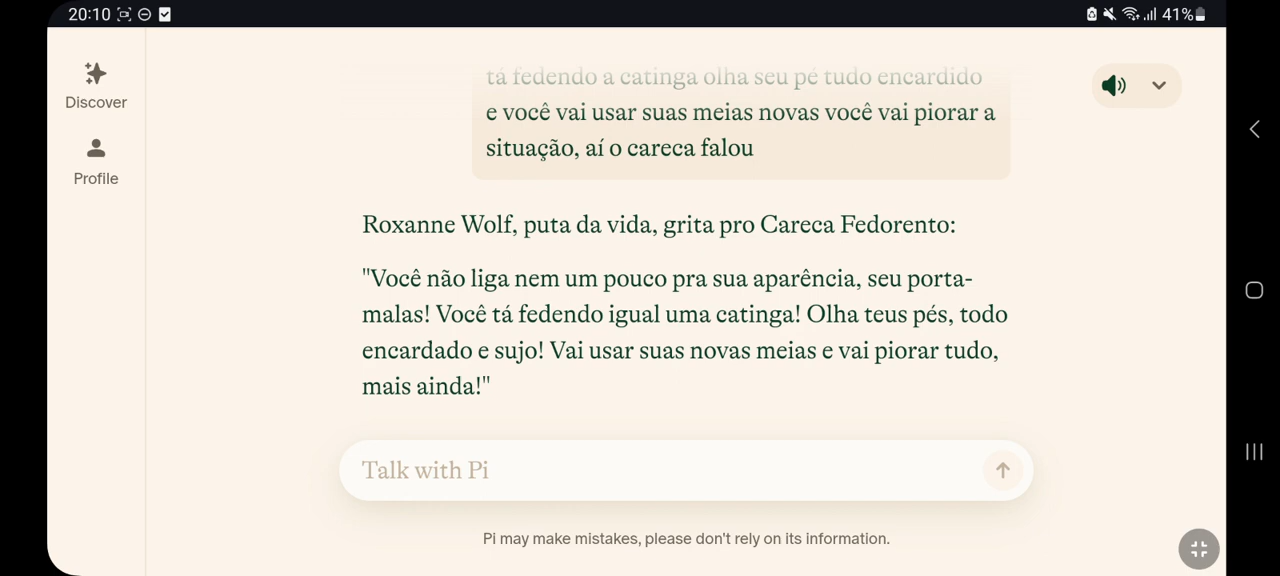 20:10
41%
Discover
Profile
tá fedendo a catinga olha seu pé tudo encardido
e você vai usar suas meias novas você vai piorar a
situação, aí o careca falou
Roxanne Wolf, puta da vida, grita pro Careca Fedorento:
"Você não liga nem um pouco pra sua aparência, seu porta-
malas! Você tá fedendo igual uma catinga! Olha teus pés, todo
encardado e sujo! Vai usar suas novas meias e vai piorar tudo,
mais ainda!"
Talk with Pi
Pi may make mistakes, please don't rely on its information.